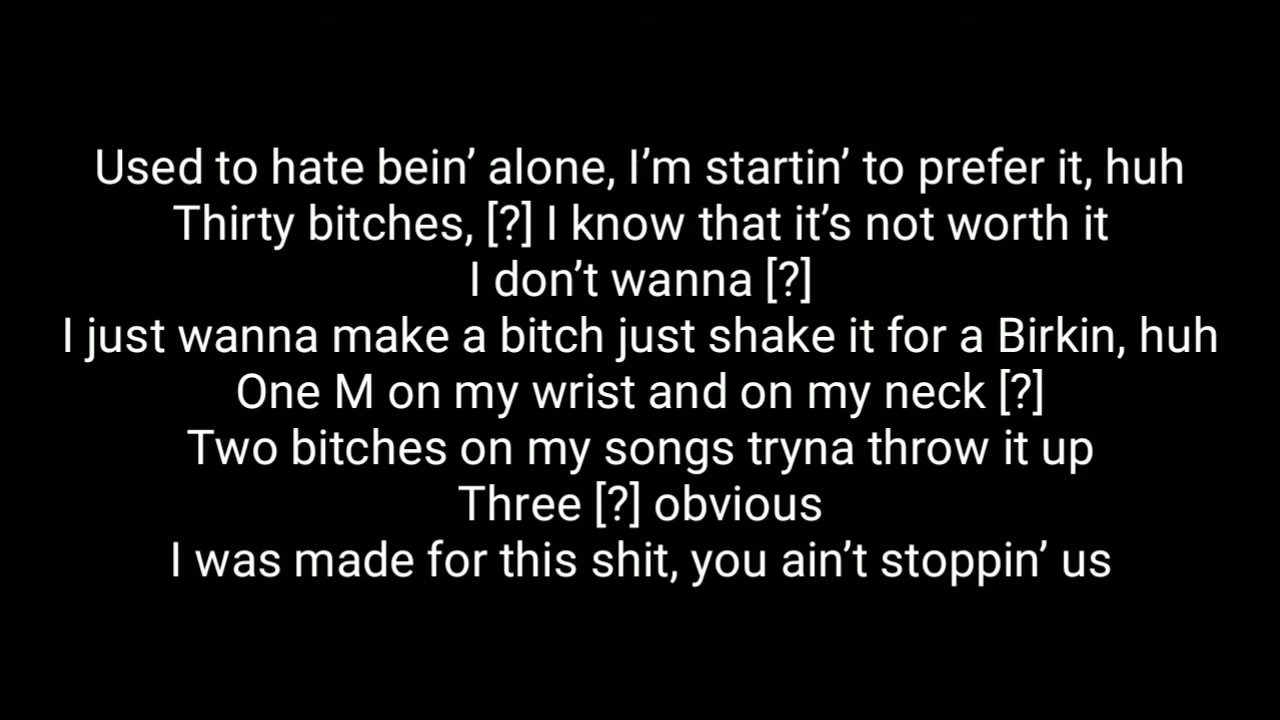 Used to hate bein’ alone, I’m startin’ to prefer it, huh
Thirty bitches, [?] I know that it’s not worth it
I don’t wanna [?]
I just wanna make a bitch just shake it for a Birkin, huh
One M on my wrist and on my neck [?]
Two bitches on my songs tryna throw it up
Three [?] obvious
I was made for this shit, you ain’t stoppin’ us